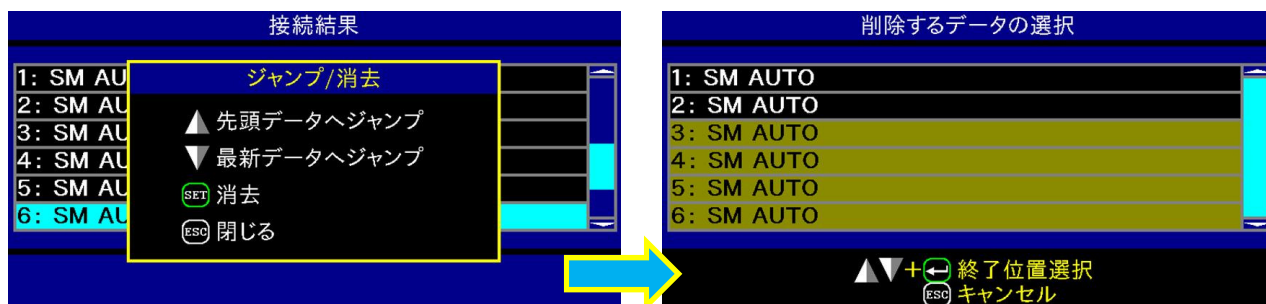 接続結果
1: SM AU
2: SM AU
3: SM AU
4: SM AU
5: SM AU
6: SM AU
ジャンプ/消去
先頭データへジャンプ
最新データへジャンプ
SET 消去
ESC 閉じる
削除するデータの選択
1: SM AUTO
2: SM AUTO
3: SM AUTO
4: SM AUTO
5: SM AUTO
6: SM AUTO
+ 終了位置選択
ESC キャンセル